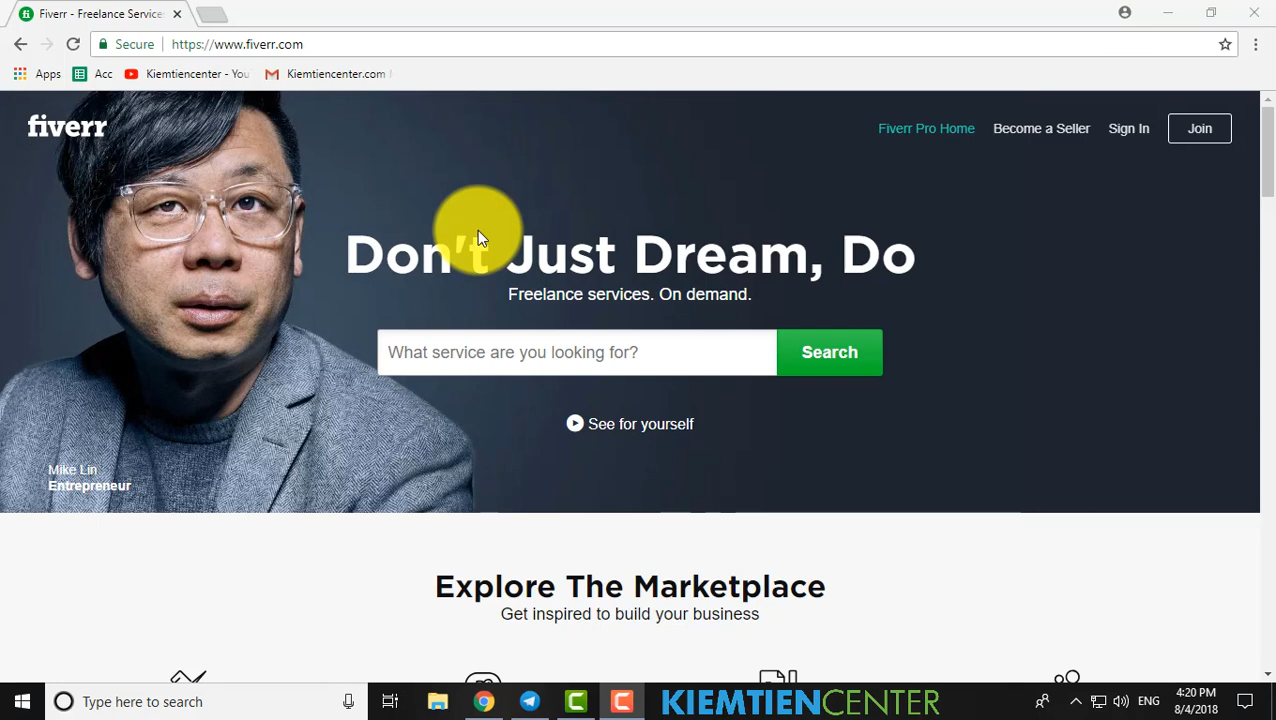 Fiverr - Freelance Service
Secure https://www.fiverr.com
Apps Acc Kiemtiencenter - You Kiemtiencenter.com
fiverr
Fiverr Pro Home Become a Seller Sign In Join
Don't Just Dream, Do
Freelance services. On demand.
What service are you looking for? Search
See for yourself
Mike Lin
Entrepreneur
Explore The Marketplace
Get inspired to build your business
Type here to search
KIEMTIENCENTER
ENG
4:20 PM
8/4/2018